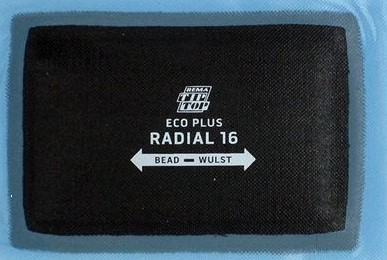 REMA
TIP
TOP
ECO PLUS
RADIAL 16
BEAD — WULST